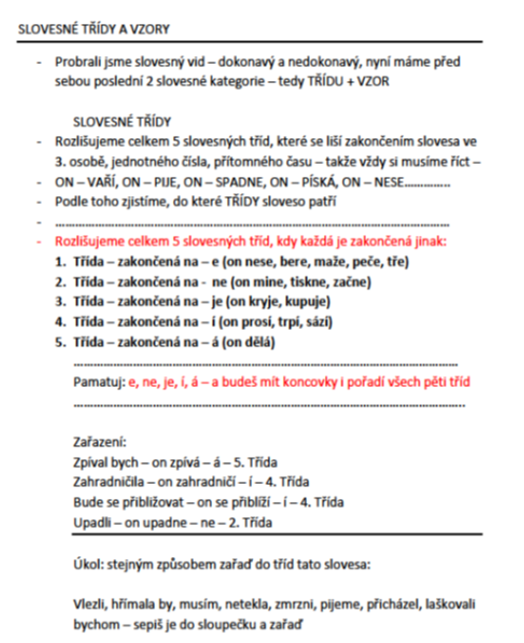 SLOVESNÉ TŘÍDY A VZORY
- Probrali jsme slovesný vid – dokonavý a nedokonavý, nyní máme před
sebou poslední 2 slovesné kategorie – tedy TŘÍDU + VZOR
SLOVESNÉ TŘÍDY
- Rozlišujeme celkem 5 slovesných tříd, které se liší zakončením slovesa ve
3. osobě, jednotného čísla, přítomného času – takže vždy si musíme říct –
- ON – VAŘÍ, ON – PIJE, ON – SPADNE, ON – PÍSKÁ, ON – NESE...............
- Podle toho zjistíme, do které TŘÍDY sloveso patří
- ...............................................................................................................
- Rozlišujeme celkem 5 slovesných tříd, kdy každá je zakončená jinak:
1. Třída – zakončená na – e (on nese, bere, maže, peče, tře)
2. Třída – zakončená na - ne (on mine, tiskne, začne)
3. Třída – zakončená na – je (on kryje, kupuje)
4. Třída – zakončená na – í (on prosí, trpí, sází)
5. Třída – zakončená na – á (on dělá)
...............................................................................................................
Pamatuj: e, ne, je, í, á – a budeš mít koncovky i pořadí všech pěti tříd
...............................................................................................................
Zařazení:
Zpíval bych – on zpívá – á – 5. Třída
Zahradničila – on zahradničí – í – 4. Třída
Bude se přibližovat – on se přiblíží – í – 4. Třída
Upadli – on upadne – ne – 2. Třída
Úkol: stejným způsobem zařaď do tříd tato slovesa:
Vlezli, hřímala by, musím, netekla, zmrzni, pijeme, přicházel, laškovali
bychom – sepiš je do sloupečku a zařaď